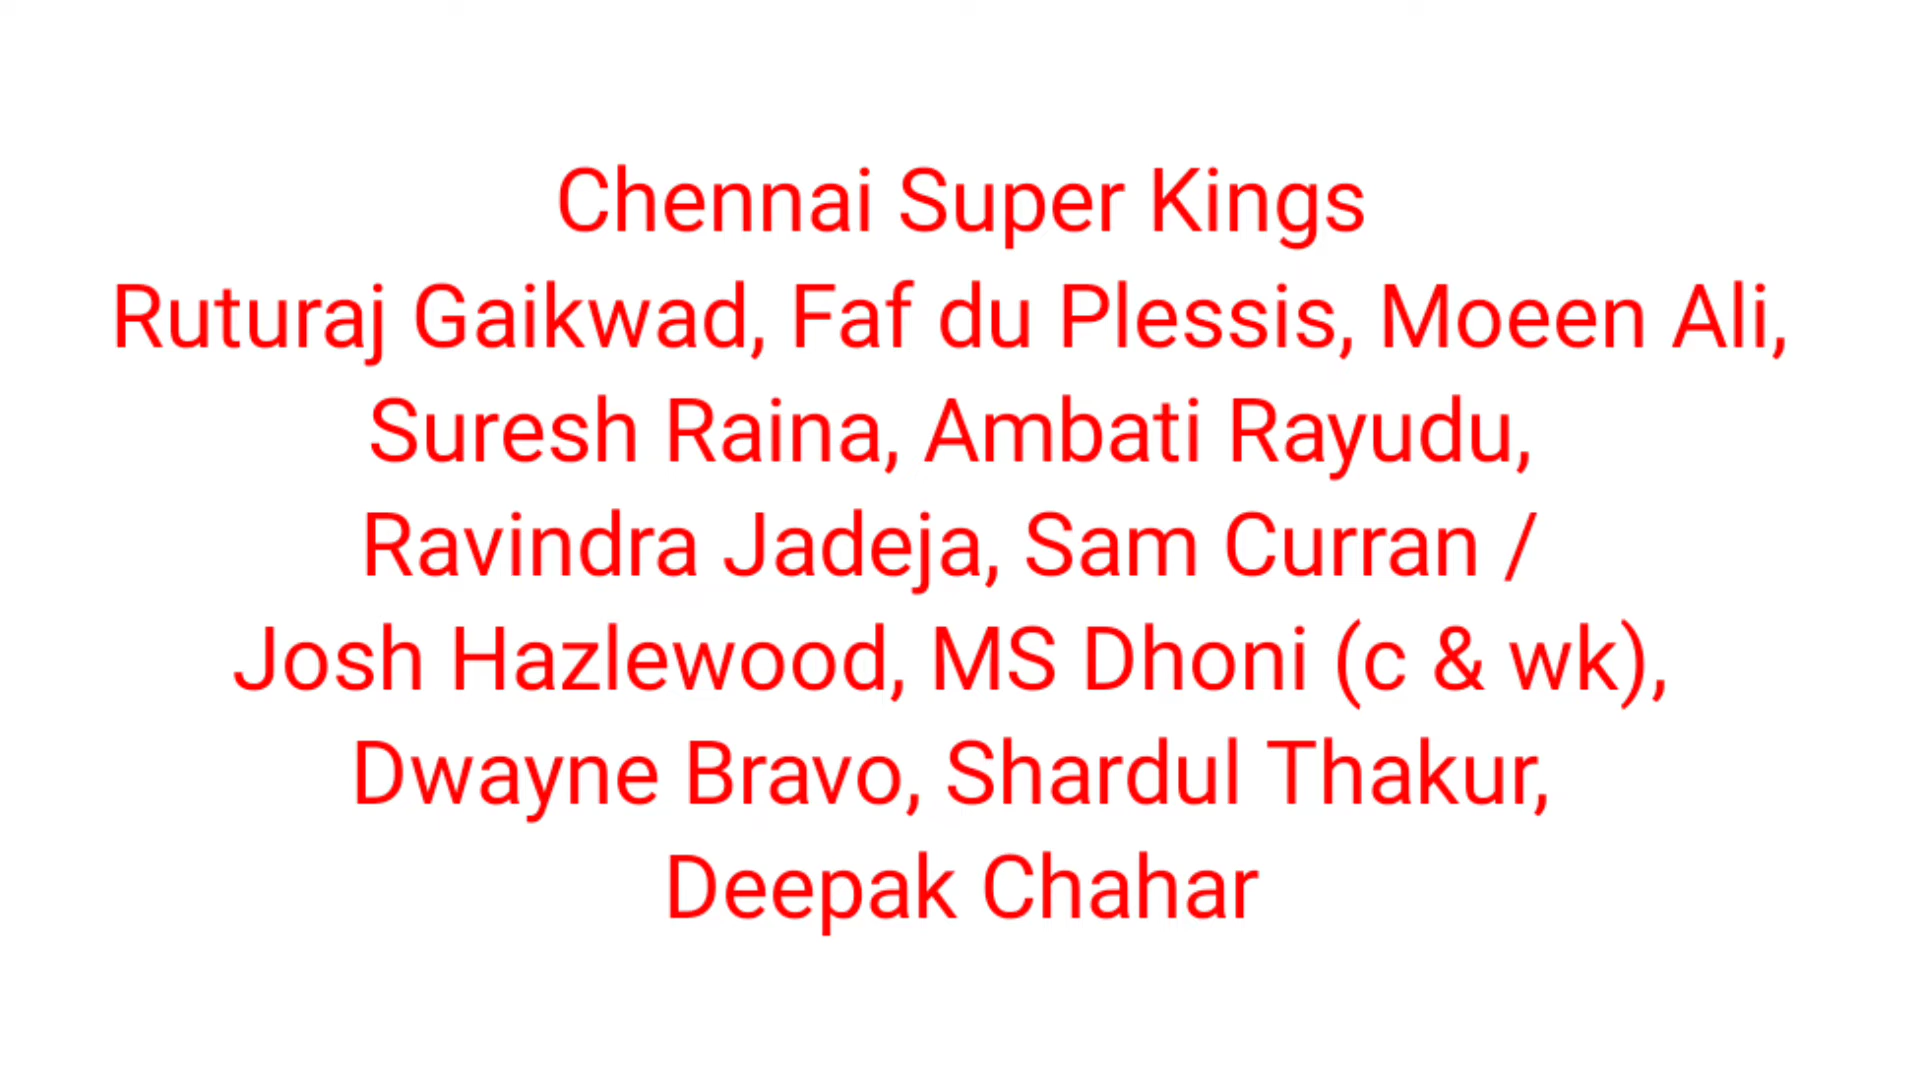 Chennai Super Kings
Ruturaj Gaikwad, Faf du Plessis, Moeen Ali,
Suresh Raina, Ambati Rayudu,
Ravindra Jadeja, Sam Curran /
Josh Hazlewood, MS Dhoni (c & wk),
Dwayne Bravo, Shardul Thakur,
Deepak Chahar